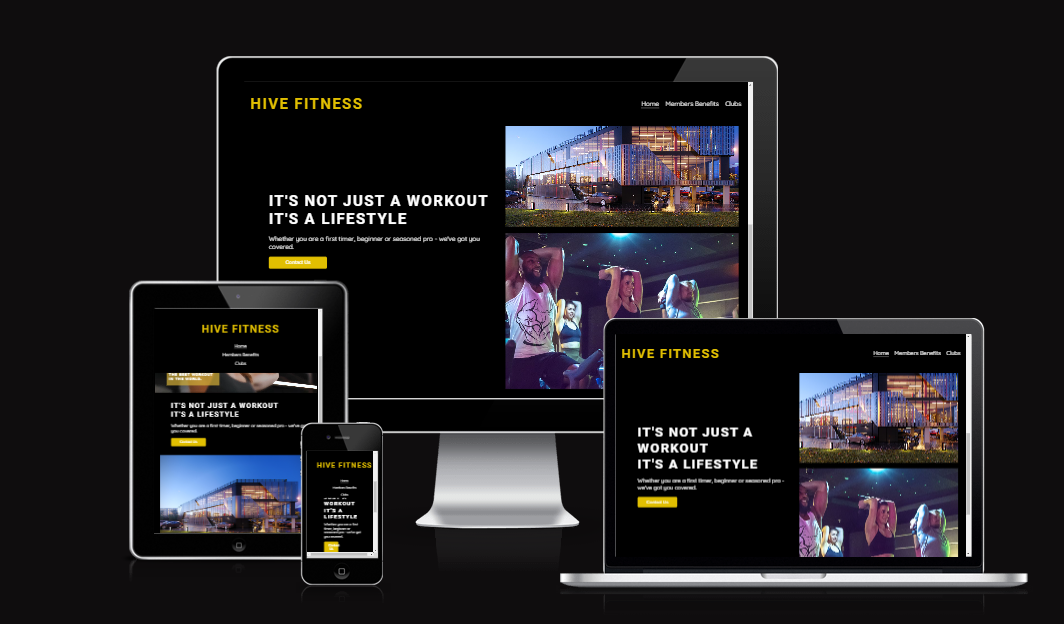 HIVE FITNESS
Home Members Benefits Clubs
IT'S NOT JUST A WORKOUT
IT'S A LIFESTYLE
Whether you are a first timer, beginner or seasoned pro - we've got you
covered.
Contact Us
HIVE FITNESS
Home
Members Benefits
Clubs
THE BEST WORKOUT
IN THE WORLD.
IT'S NOT JUST A WORKOUT
IT'S A LIFESTYLE
Whether you are a first timer, beginner or seasoned pro - we've got
you covered.
Contact Us
HIVE FITNESS
Home
Members Benefits
Clubs
WORKOUT
IT'S A
LIFESTYLE
Whether you are a first
timer, beginner or
seasoned pro - we've got
you covered.
Contact
Us
HIVE FITNESS
Home Members Benefits Clubs
IT'S NOT JUST A
WORKOUT
IT'S A LIFESTYLE
Whether you are a first timer, beginner or seasoned pro -
we've got you covered.
Contact Us